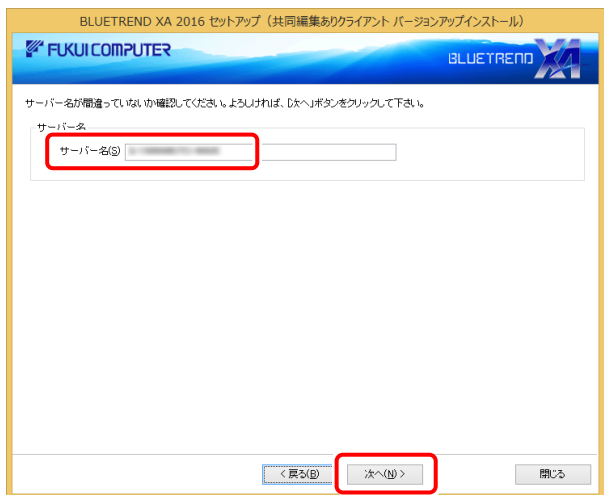 BLUETREND XA 2016 セットアップ（共同編集ありクライアント バージョンアップインストール）
FUKUI COMPUTER
BLUETREND XA
サーバー名が間違っていないか確認してください。よろしければ、[次へ]ボタンをクリックして下さい。
サーバー名
サーバー名(S)
< 戻る(B)
次へ(N) >
閉じる